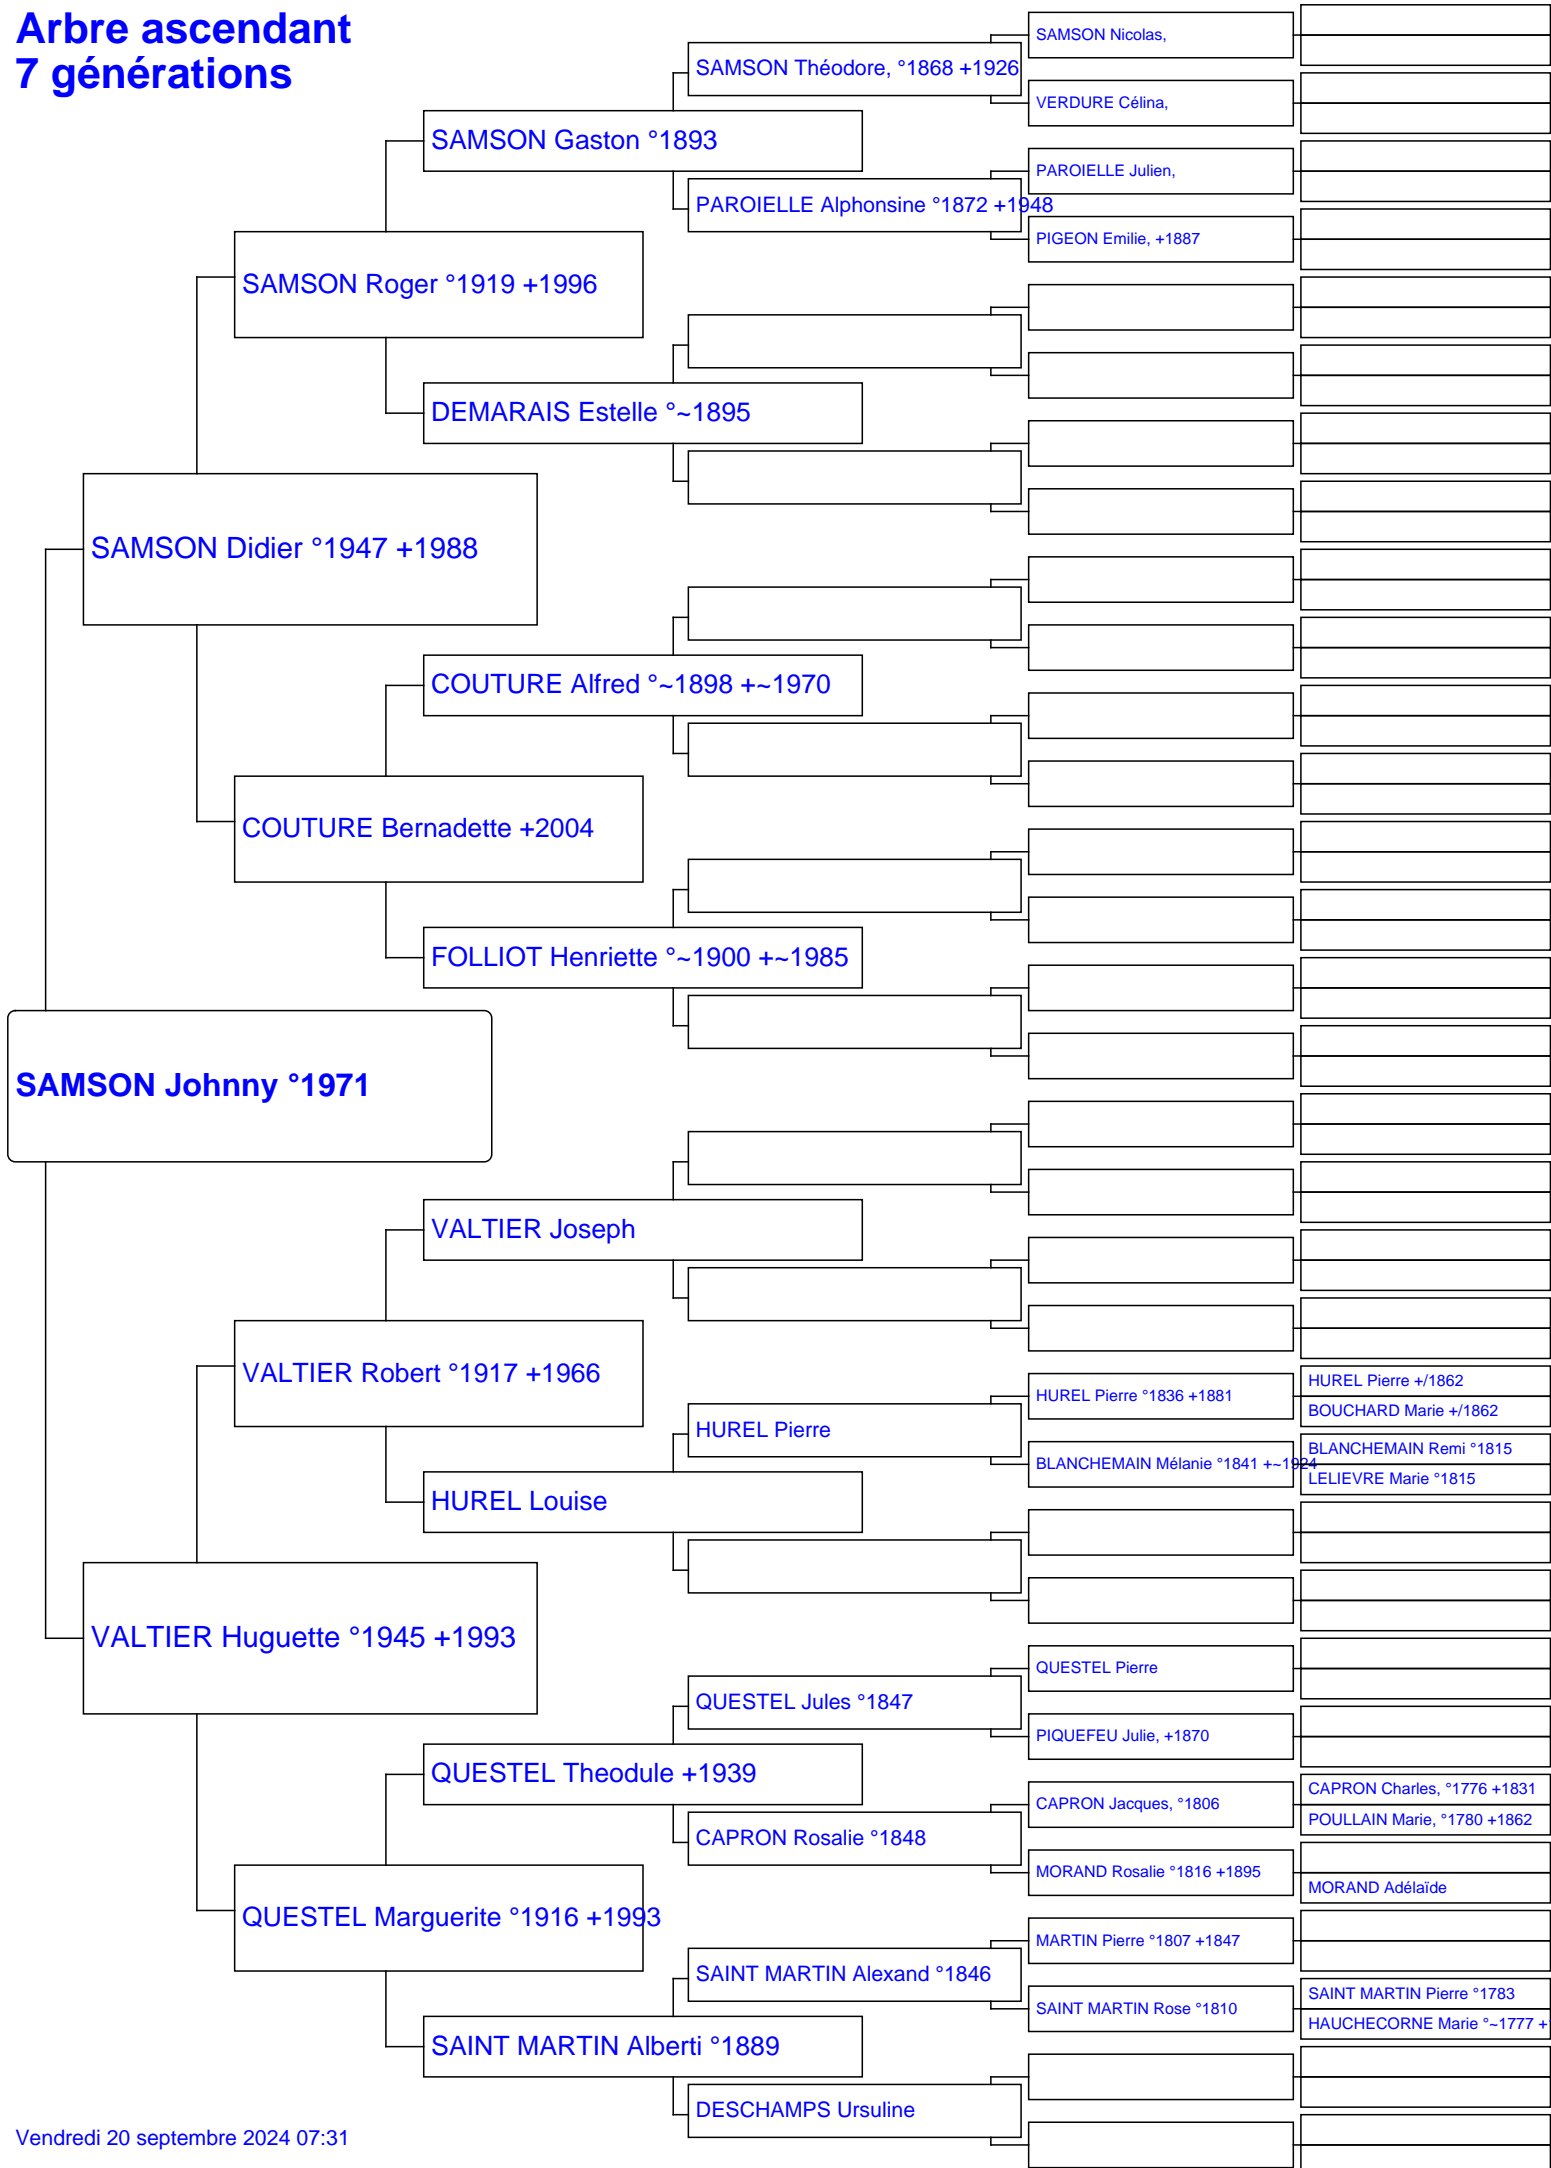 Arbre ascendant
7 générations
SAMSON Nicolas,
SAMSON Théodore, °1868 +1926
VERDURE Célina,
SAMSON Gaston °1893
PAROIELLE Julien,
PAROIELLE Alphonsine °1872 +1948
PIGEON Emilie, +1887
SAMSON Roger °1919 +1996
DEMARAIS Estelle °~1895
SAMSON Didier °1947 +1988
COUTURE Alfred °~1898 +~1970
COUTURE Bernadette +2004
FOLLIOT Henriette °~1900 +~1985
SAMSON Johnny °1971
VALTIER Joseph
VALTIER Robert °1917 +1966
HUREL Pierre +/1862
HUREL Pierre °1836 +1881
BOUCHARD Marie +/1862
HUREL Pierre
BLANCHEMAIN Remi °1815
BLANCHEMAIN Mélanie °1841 +~1924
LELIEVRE Marie °1815
HUREL Louise
VALTIER Huguette °1945 +1993
QUESTEL Pierre
QUESTEL Jules °1847
PIQUEFEU Julie, +1870
QUESTEL Theodule +1939
CAPRON Charles, °1776 +1831
CAPRON Jacques, °1806
POULLAIN Marie, °1780 +1862
CAPRON Rosalie °1848
MORAND Rosalie °1816 +1895
MORAND Adélaïde
QUESTEL Marguerite °1916 +1993
MARTIN Pierre °1807 +1847
SAINT MARTIN Alexand °1846
SAINT MARTIN Pierre °1783
SAINT MARTIN Rose °1810
HAUCHECORNE Marie °~1777 +
SAINT MARTIN Alberti °1889
DESCHAMPS Ursuline
Vendredi 20 septembre 2024 07:31